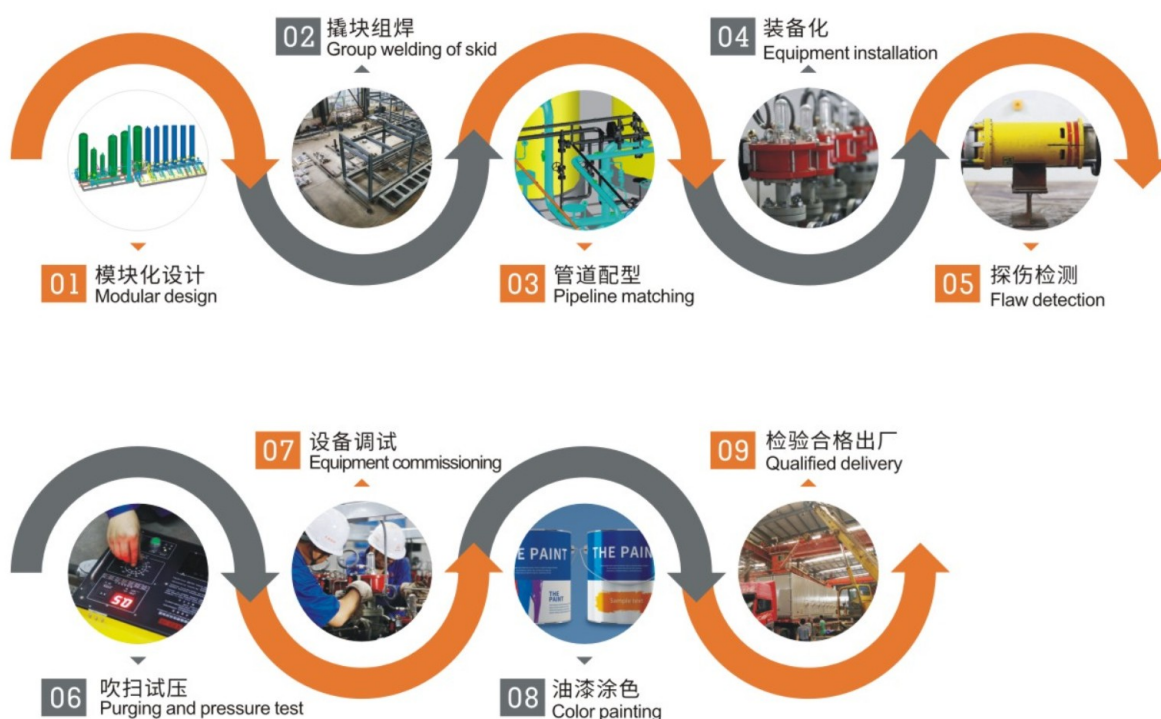 01
模块化设计
Modular design
02
撬块组焊
Group welding of skid
03
管道配型
Pipeline matching
04
装备化
Equipment installation
05
探伤检测
Flaw detection
06
吹扫试压
Purging and pressure test
07
设备调试
Equipment commissioning
08
油漆涂色
Color painting
E PAINT
THE PAINT
THE
PAINT
09
检验合格出厂
Qualified delivery